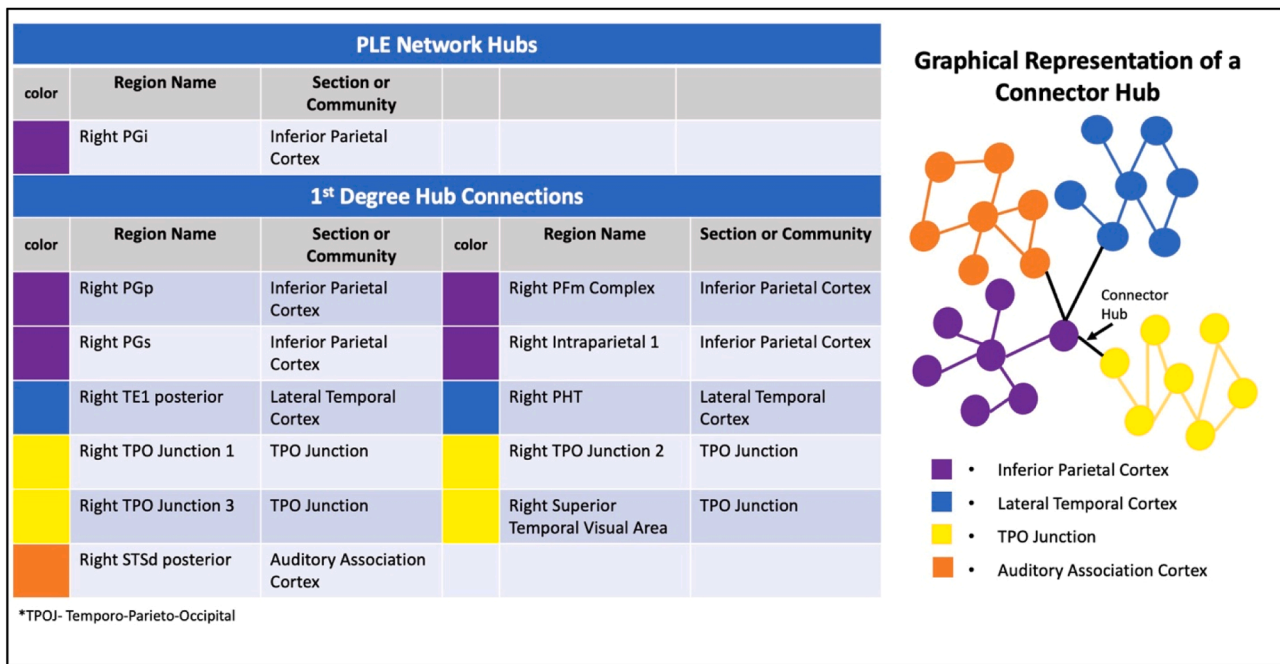 PLE Network Hubs
color
Region Name
Section or
Community
Right PGi
Inferior Parietal
Cortex
1st Degree Hub Connections
color
Region Name
Section or
Community
color
Region Name
Section or Community
Right PGp
Inferior Parietal
Cortex
Right PFm Complex
Inferior Parietal Cortex
Right PGs
Inferior Parietal
Cortex
Right Intraparietal 1
Inferior Parietal Cortex
Right TE1 posterior
Lateral Temporal
Cortex
Right PHT
Lateral Temporal
Cortex
Right TPO Junction 1
TPO Junction
Right TPO Junction 2
TPO Junction
Right TPO Junction 3
TPO Junction
Right Superior
Temporal Visual Area
TPO Junction
Right STSd posterior
Auditory Association
Cortex
*TPOJ- Temporo-Parieto-Occipital
Graphical Representation of a
Connector Hub
Connector
Hub
• Inferior Parietal Cortex
• Lateral Temporal Cortex
• TPO Junction
• Auditory Association Cortex